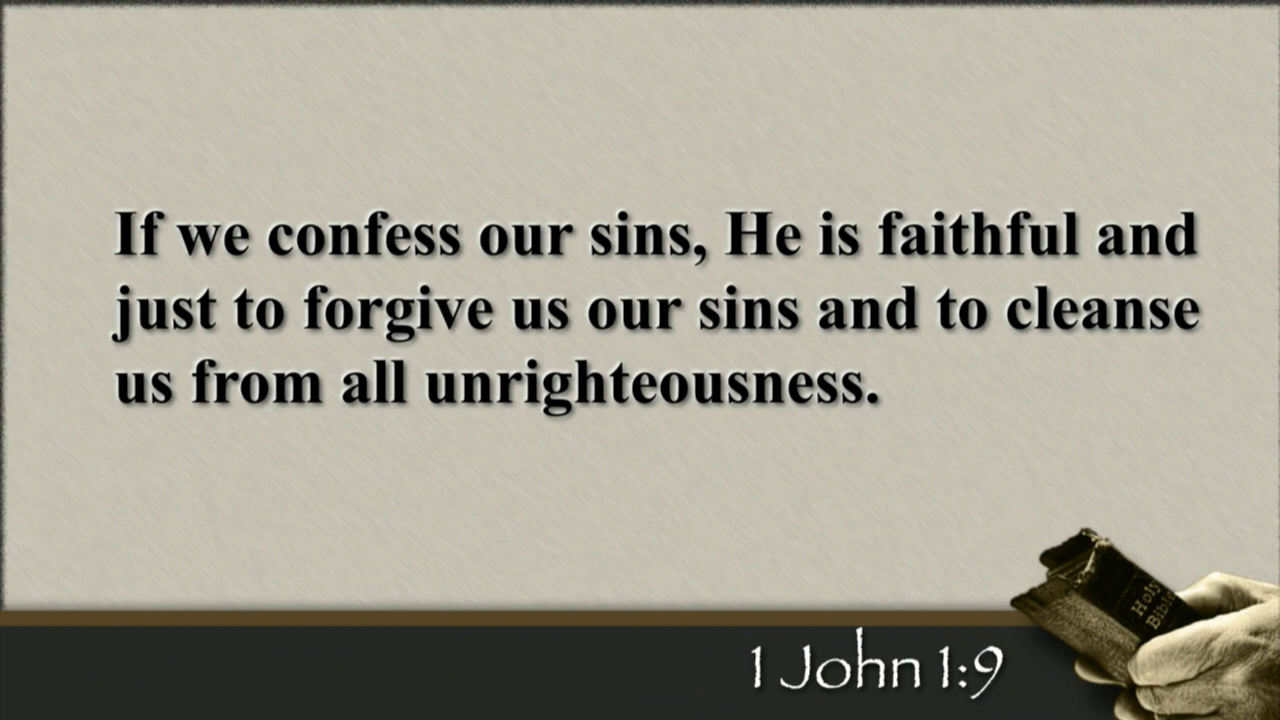 If we confess our sins, He is faithful and
just to forgive us our sins and to cleanse
us from all unrighteousness.
Holy
Bible
1 John 1:9